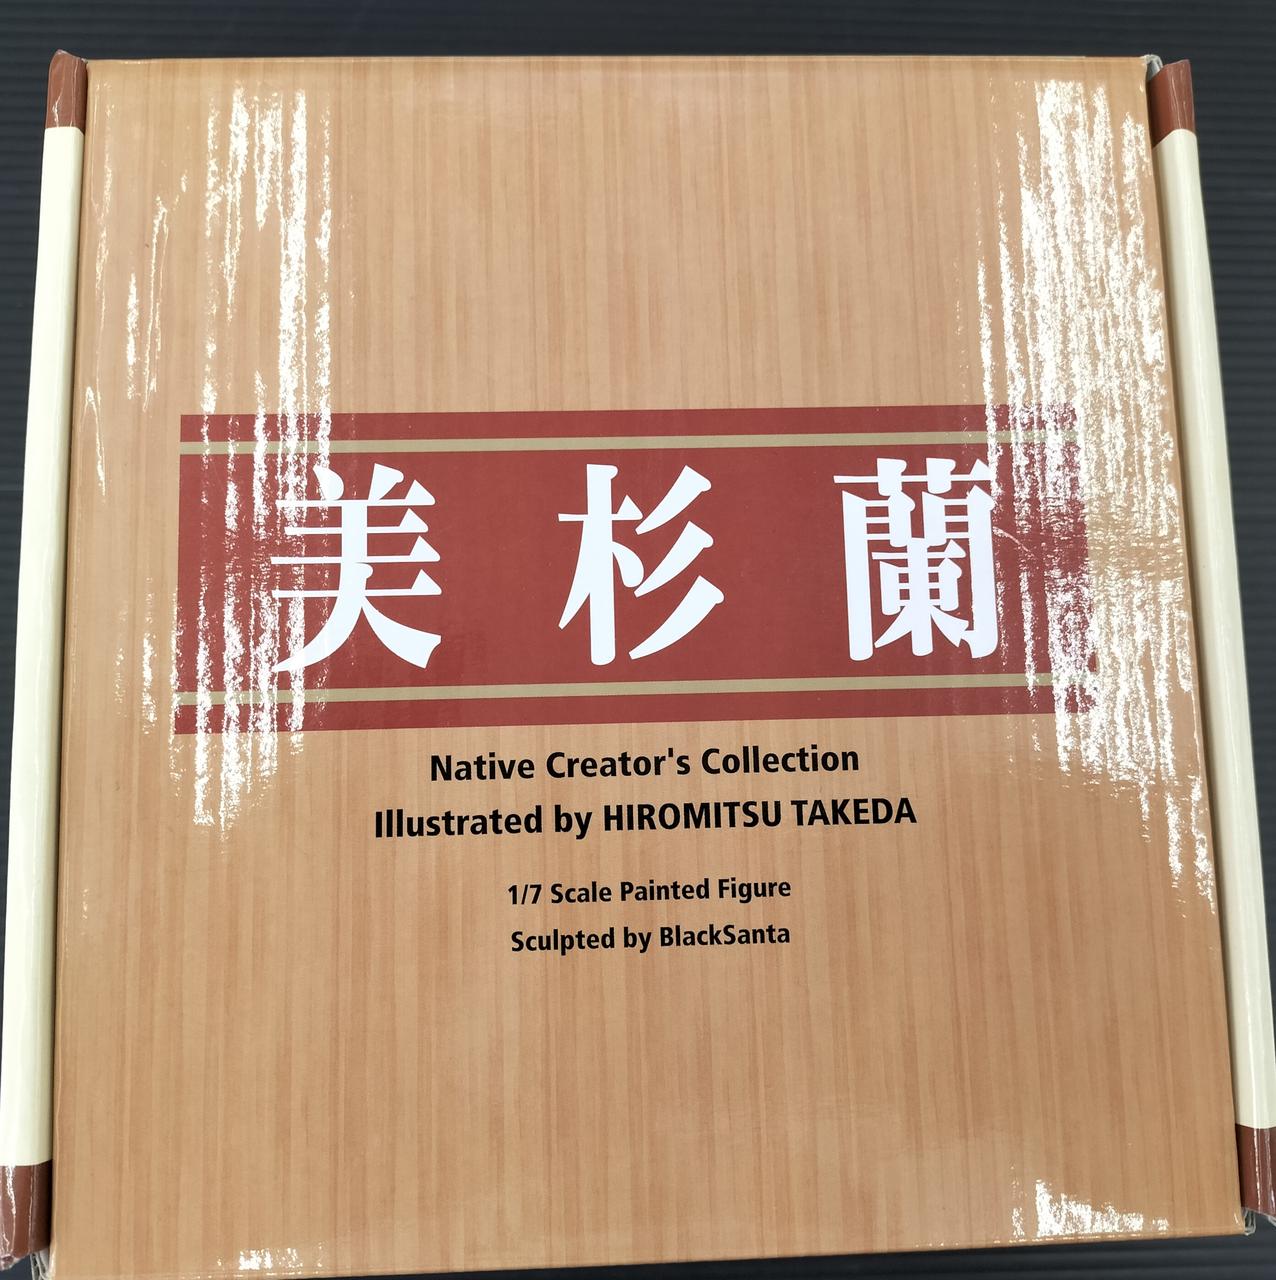 美杉蘭
Native Creator's Collection
Illustrated by HIROMITSU TAKEDA
1/7 Scale Painted Figure
Sculpted by BlackSanta